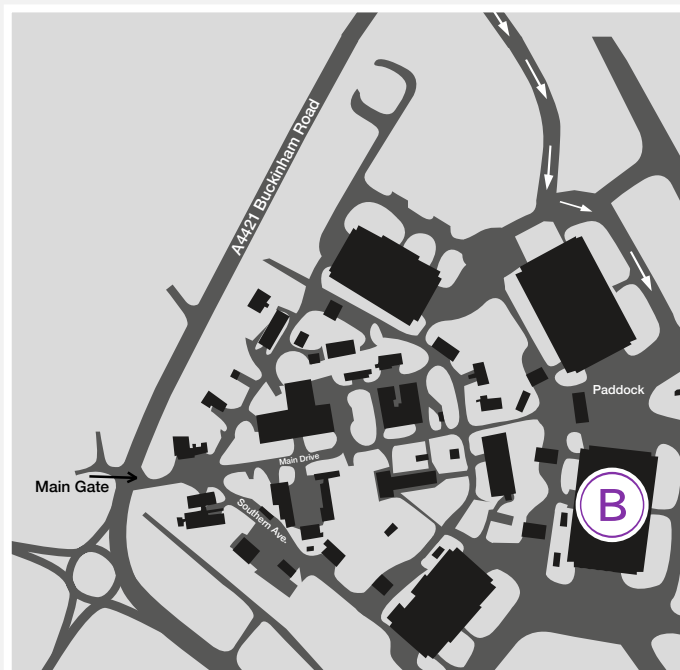 A4421 Buckinham Road
Paddock
Main Drive
Main Gate
Southern Ave.
B